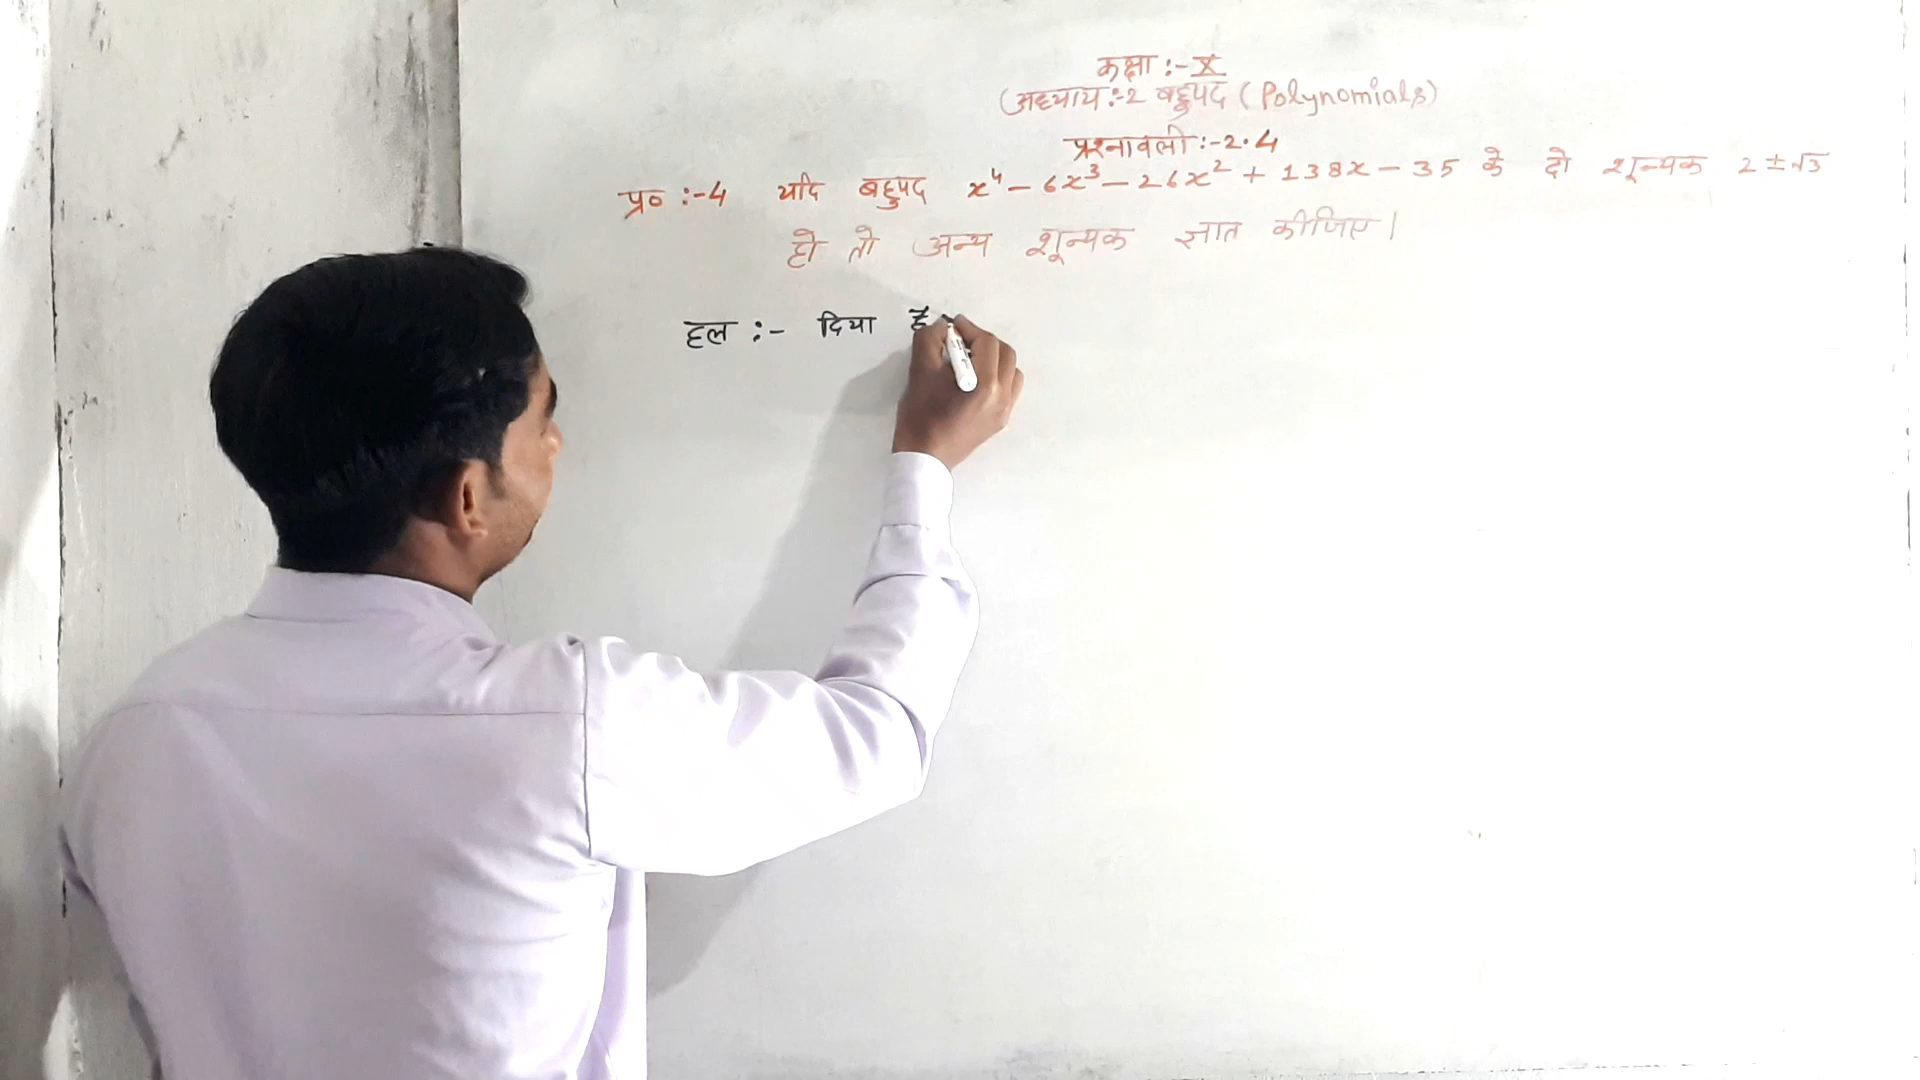 कक्षा :- X
अध्याय :- 2 बहुपद (Polynomials)
प्रश्नावली :- 2.4
प्र० :- 4 यदि बहुपद x⁴ - 6x³ - 26x² + 138x - 35 के दो शून्यक 2 ± √3
हो तो अन्य शून्यक ज्ञात कीजिए।
हल :- दिया है